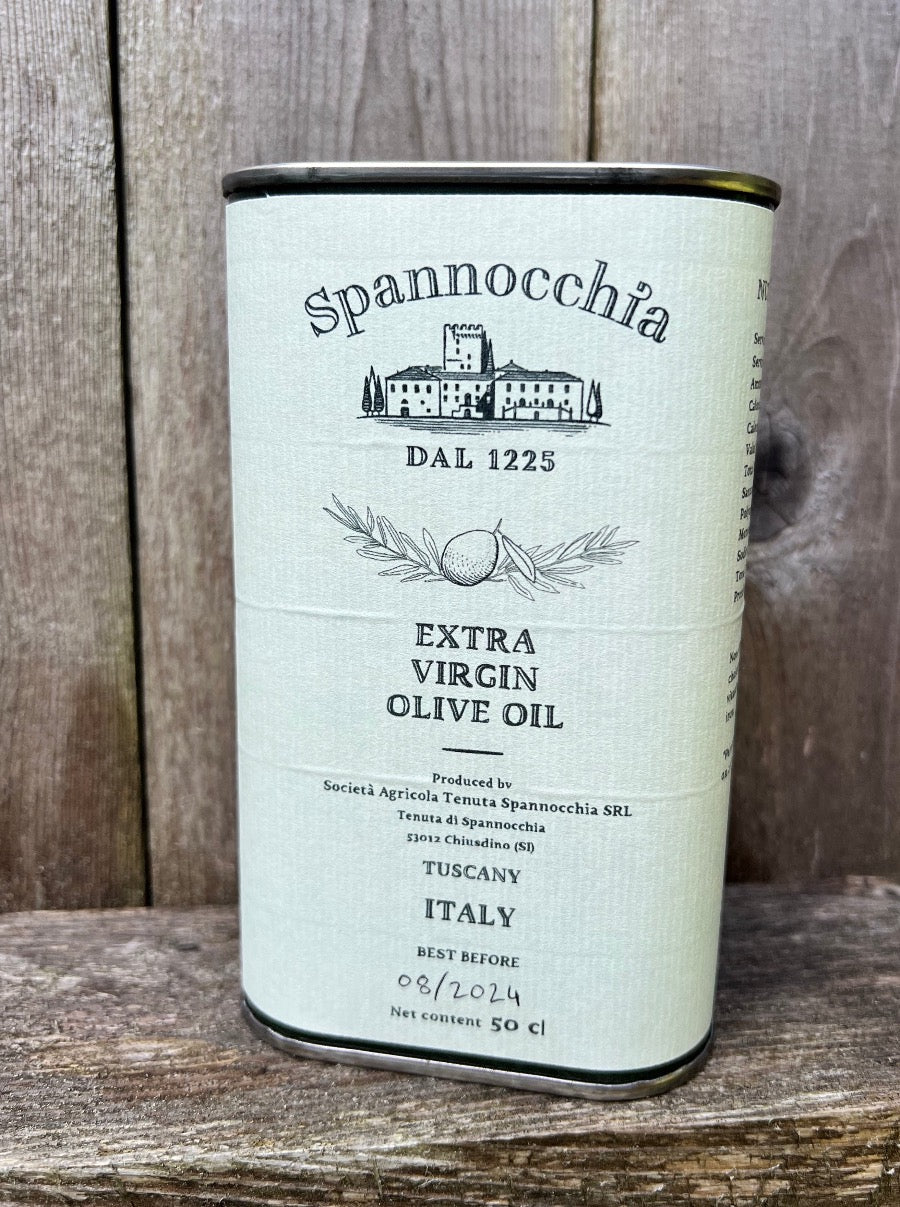 Spannocchia
DAL 1225
EXTRA
VIRGIN
OLIVE OIL
Produced by
Società Agricola Tenuta Spannocchia SRL
Tenuta di Spannocchia
53012 Chiusdino (SI)
TUSCANY
ITALY
BEST BEFORE
08/2024
Net content 50 cl